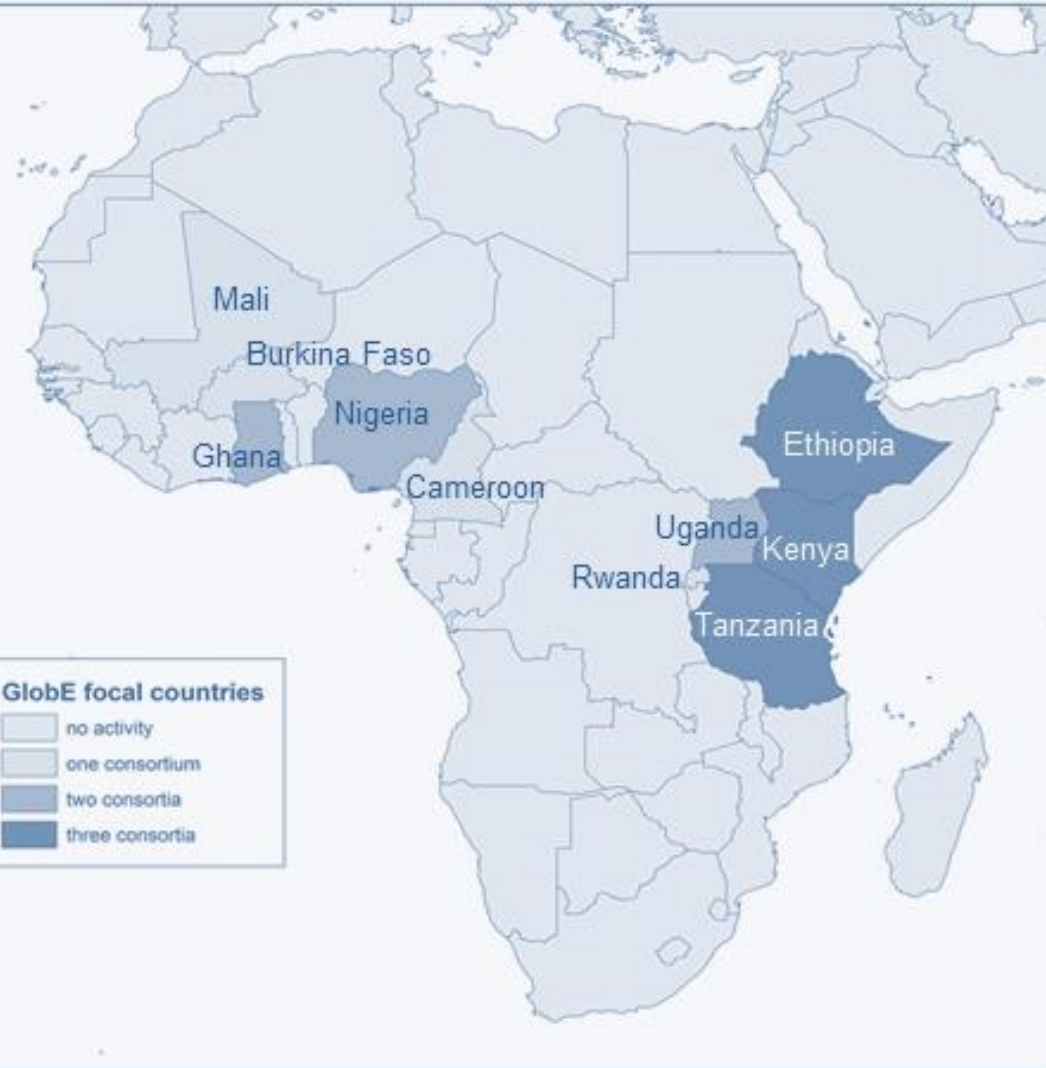 Mali
Burkina Faso
Nigeria
Ghana
Ethiopia
Cameroon
Uganda
Kenya
Rwanda
Tanzania
GlobE focal countries
no activity
one consortium
two consortia
three consortia